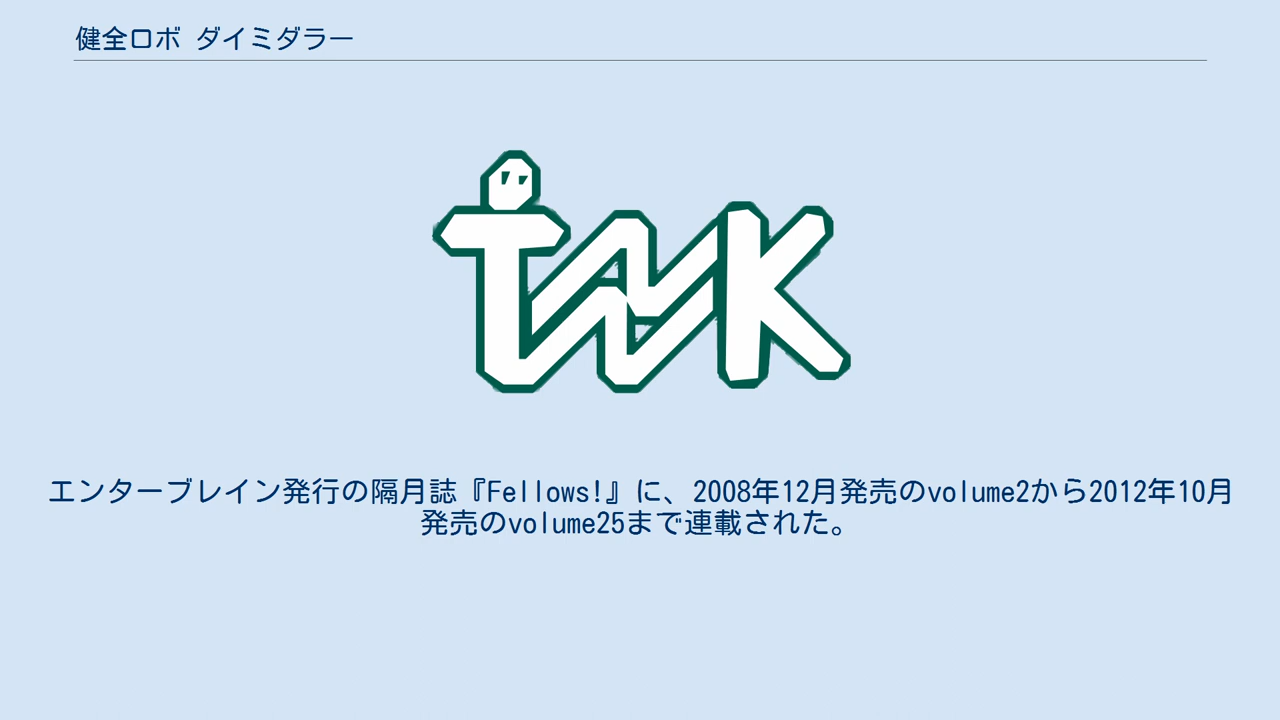 健全ロボ ダイミダラー
エンターブレイン発行の隔月誌『Fellows!』に、2008年12月発売のvolume2から2012年10月
発売のvolume25まで連載された。